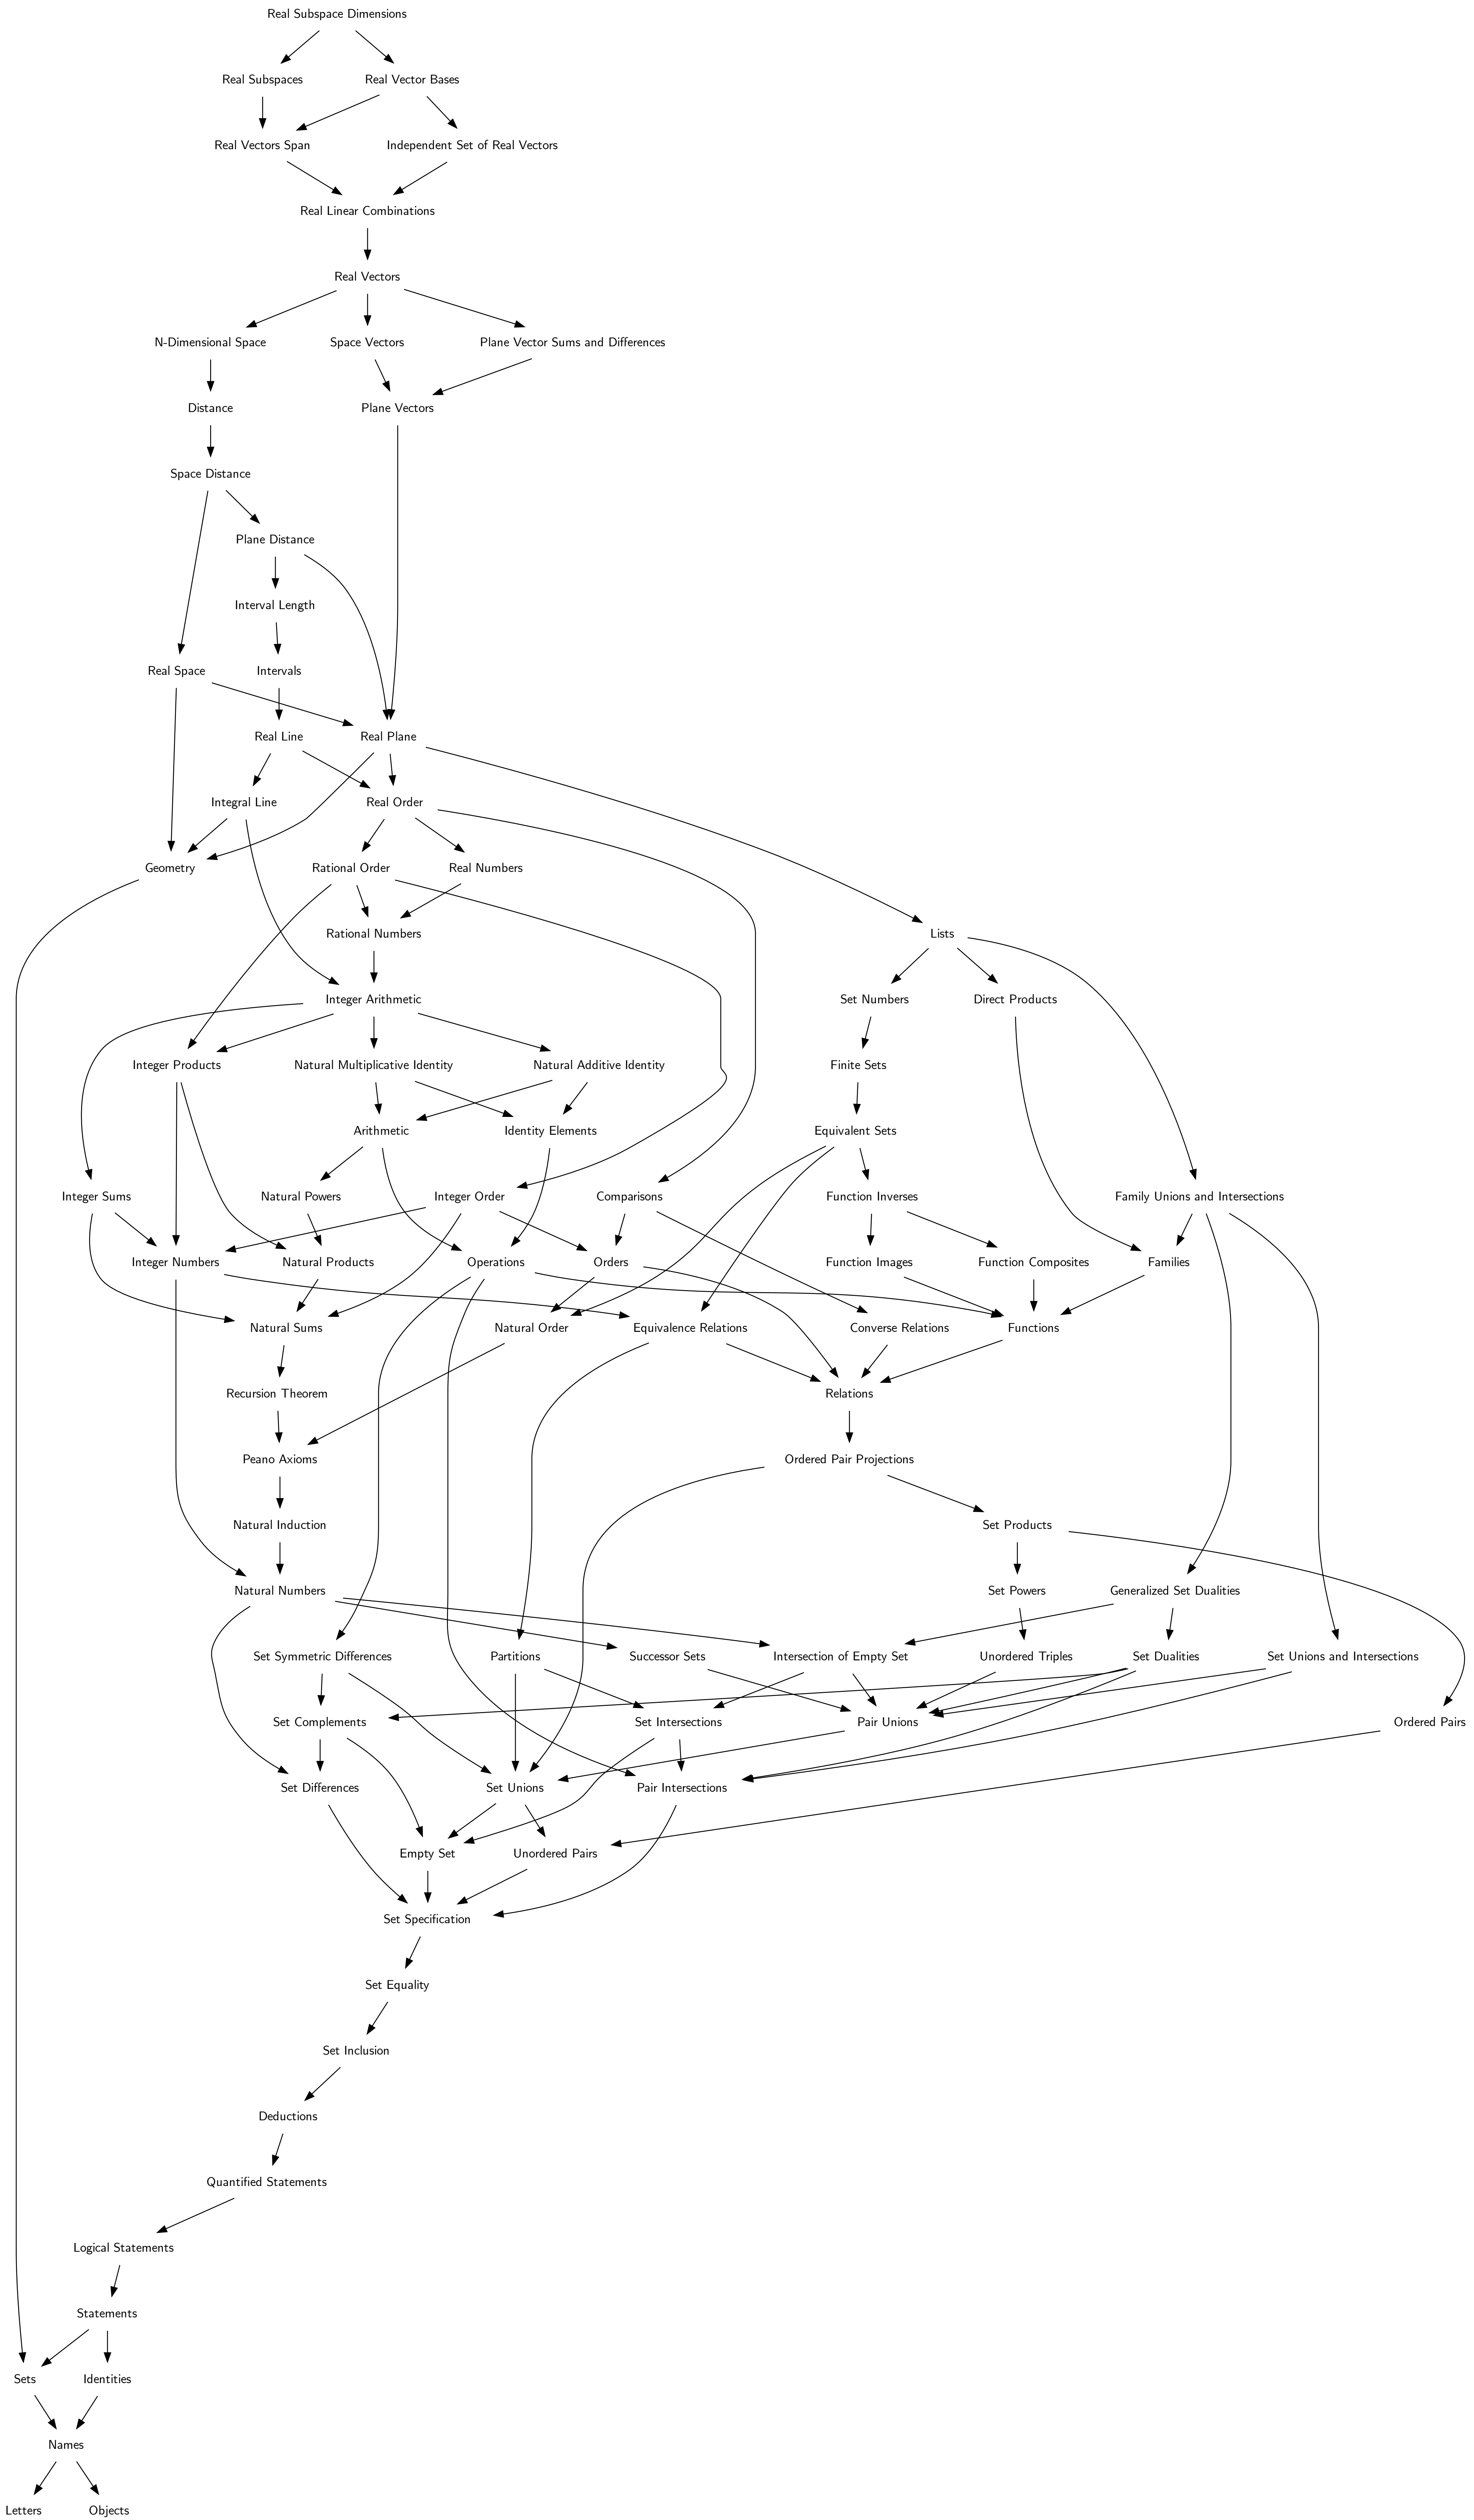 Real Subspace Dimensions
Real Subspaces
Real Vector Bases
Real Vectors Span
Independent Set of Real Vectors
Real Linear Combinations
Real Vectors
N-Dimensional Space
Space Vectors
Plane Vector Sums and Differences
Distance
Plane Vectors
Space Distance
Plane Distance
Interval Length
Real Space
Intervals
Real Line
Real Plane
Integral Line
Real Order
Geometry
Rational Order
Real Numbers
Rational Numbers
Lists
Integer Arithmetic
Set Numbers
Direct Products
Integer Products
Natural Multiplicative Identity
Natural Additive Identity
Finite Sets
Arithmetic
Identity Elements
Equivalent Sets
Integer Sums
Natural Powers
Integer Order
Comparisons
Function Inverses
Family Unions and Intersections
Integer Numbers
Natural Products
Operations
Orders
Function Images
Function Composites
Families
Natural Sums
Natural Order
Equivalence Relations
Converse Relations
Functions
Recursion Theorem
Relations
Peano Axioms
Ordered Pair Projections
Natural Induction
Set Products
Natural Numbers
Set Powers
Generalized Set Dualities
Set Symmetric Differences
Partitions
Successor Sets
Intersection of Empty Set
Unordered Triples
Set Dualities
Set Unions and Intersections
Set Complements
Set Intersections
Pair Unions
Ordered Pairs
Set Differences
Set Unions
Pair Intersections
Empty Set
Unordered Pairs
Set Specification
Set Equality
Set Inclusion
Deductions
Quantified Statements
Logical Statements
Statements
Sets
Identities
Names
Letters
Objects